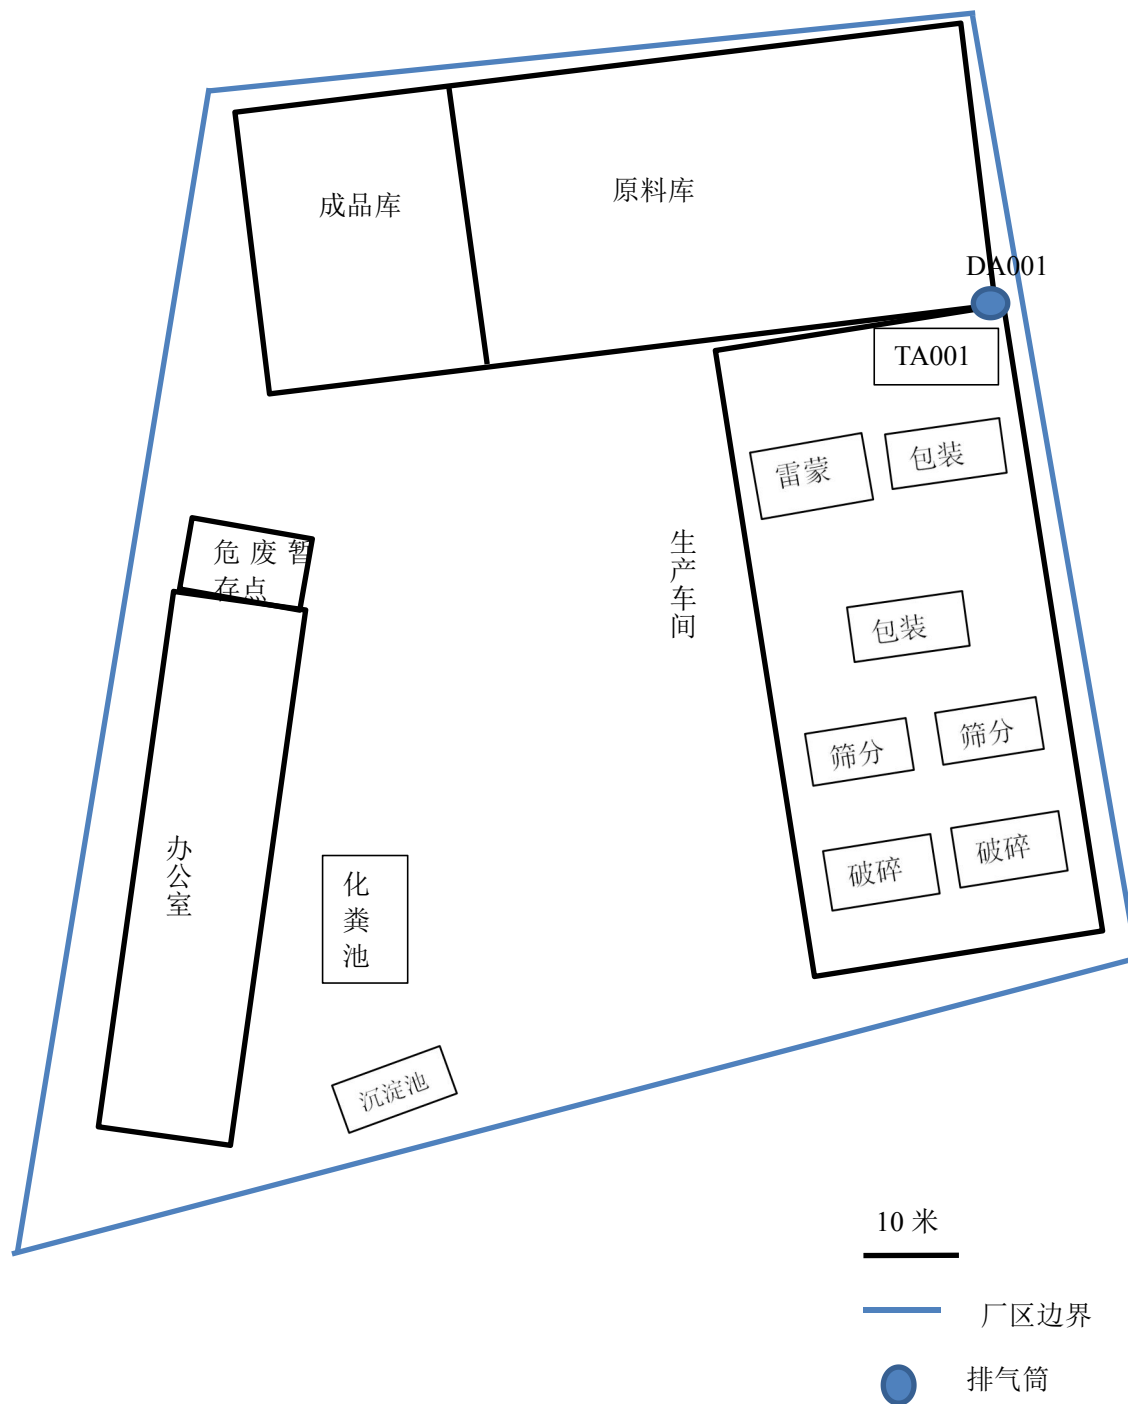 成品库
原料库
DA001
TA001
雷蒙
包装
生产车间
危废暂
存点
包装
筛分
筛分
办公室
化
粪
池
破碎
破碎
沉淀池
10 米
厂区边界
排气筒